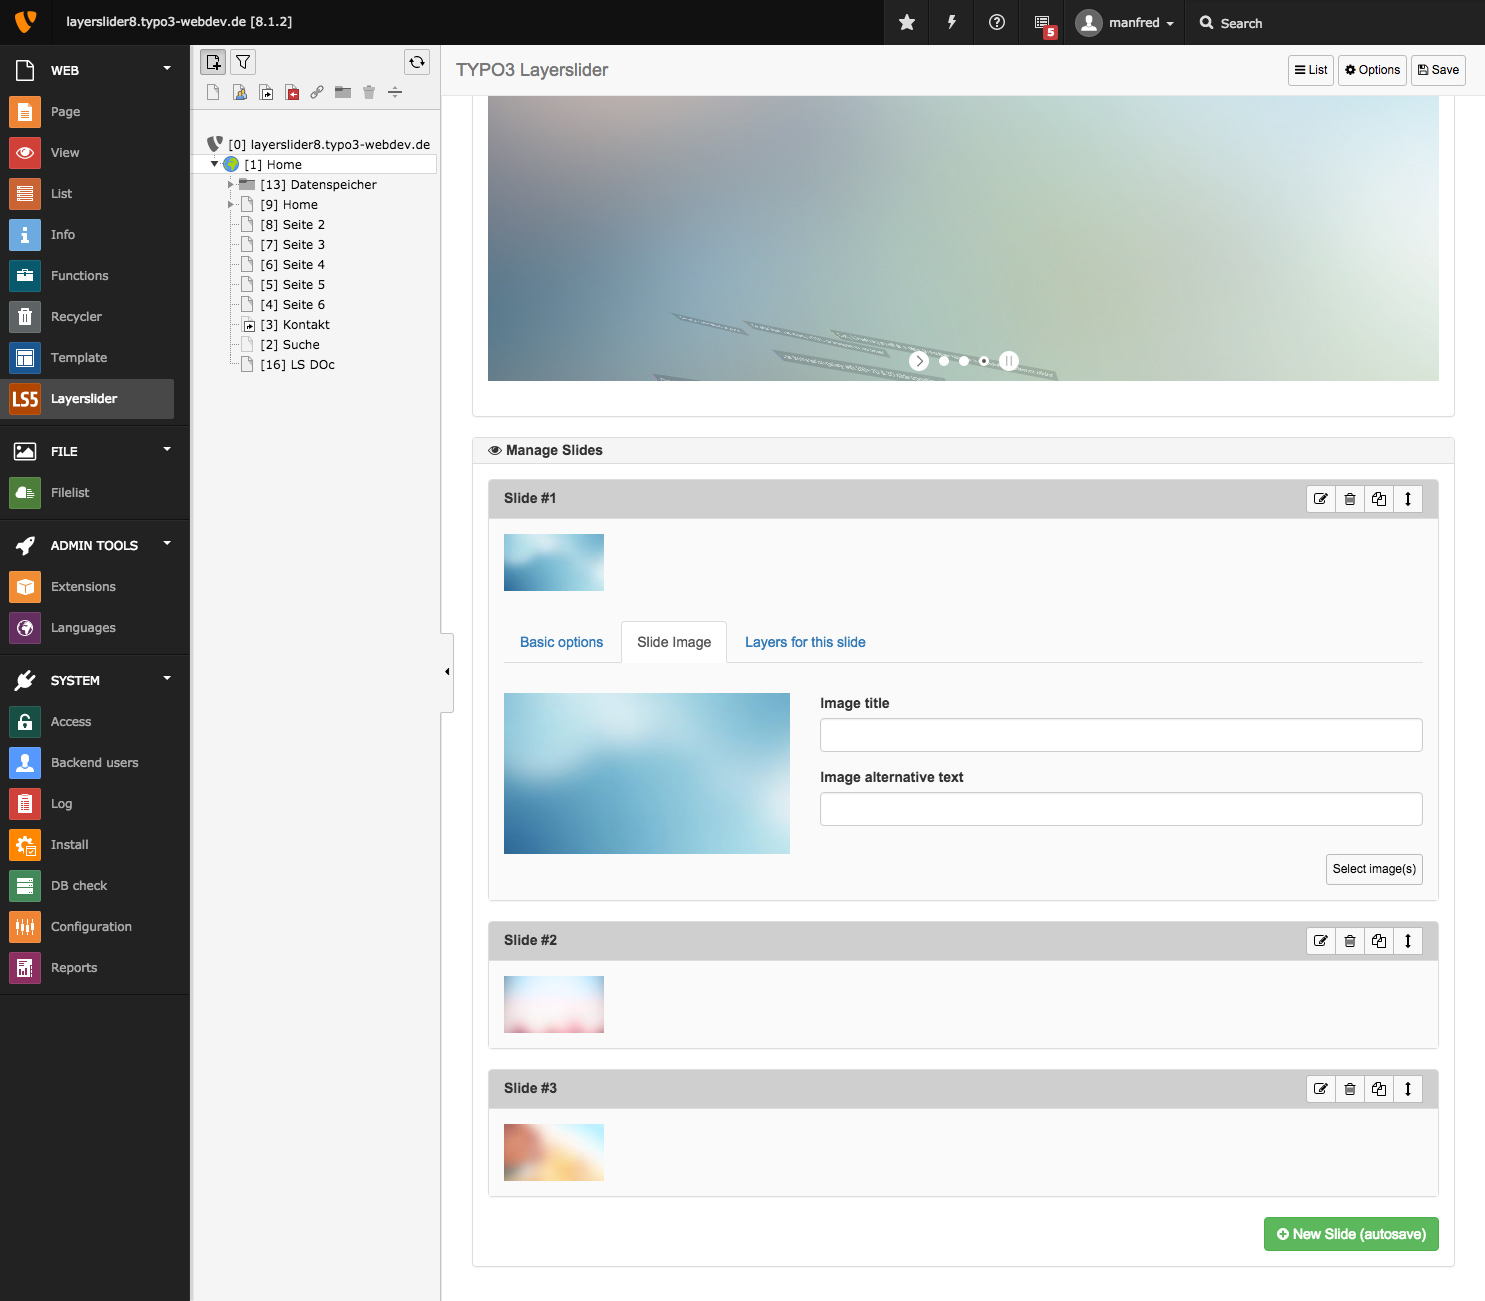 layerslider8.typo3-webdev.de [8.1.2]
5
manfred
Search
WEB
Page
View
List
Info
Functions
Recycler
Template
LS5 Layerslider
FILE
Filelist
ADMIN TOOLS
Extensions
Languages
SYSTEM
Access
Backend users
Log
Install
DB check
Configuration
Reports
[0] layerslider8.typo3-webdev.de
[1] Home
[13] Datenspeicher
[9] Home
[8] Seite 2
[7] Seite 3
[6] Seite 4
[5] Seite 5
[4] Seite 6
[3] Kontakt
[2] Suche
[16] LS DOc
TYPO3 Layerslider
List
Options
Save
Manage Slides
Slide #1
Basic options
Slide Image
Layers for this slide
Image title
Image alternative text
Select image(s)
Slide #2
Slide #3
New Slide (autosave)